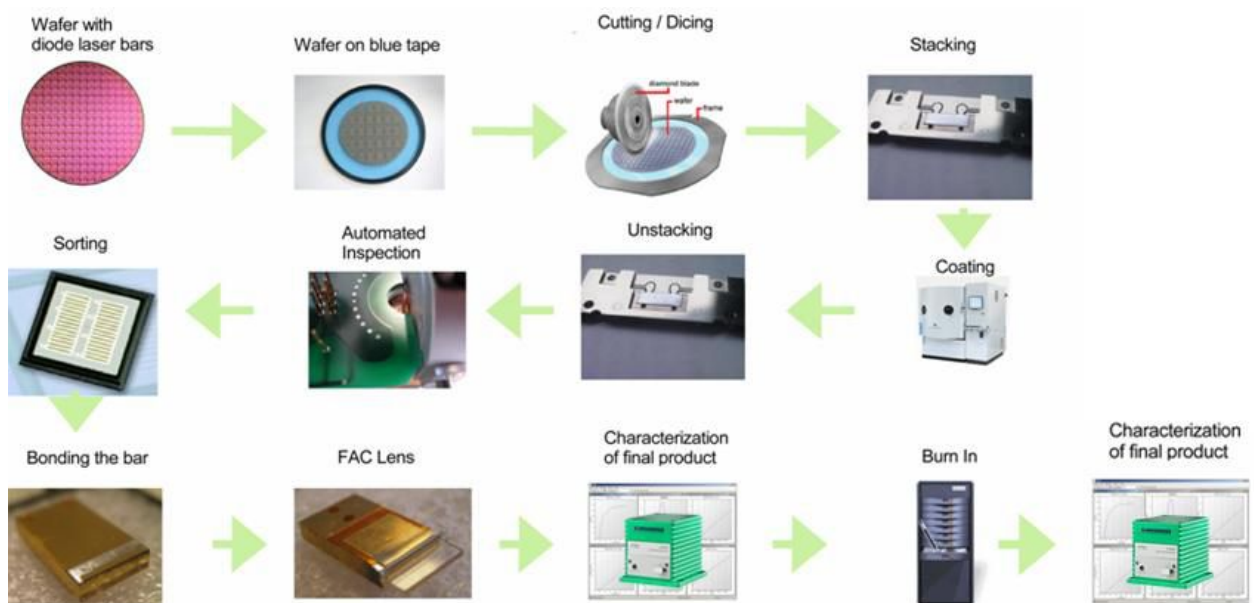 Wafer with
diode laser bars
Wafer on blue tape
Cutting / Dicing
Stacking
diamond blade
wafer
frame
Sorting
Automated
Inspection
Unstacking
Coating
Bonding the bar
FAC Lens
Characterization
of final product
Burn In
Characterization
of final product